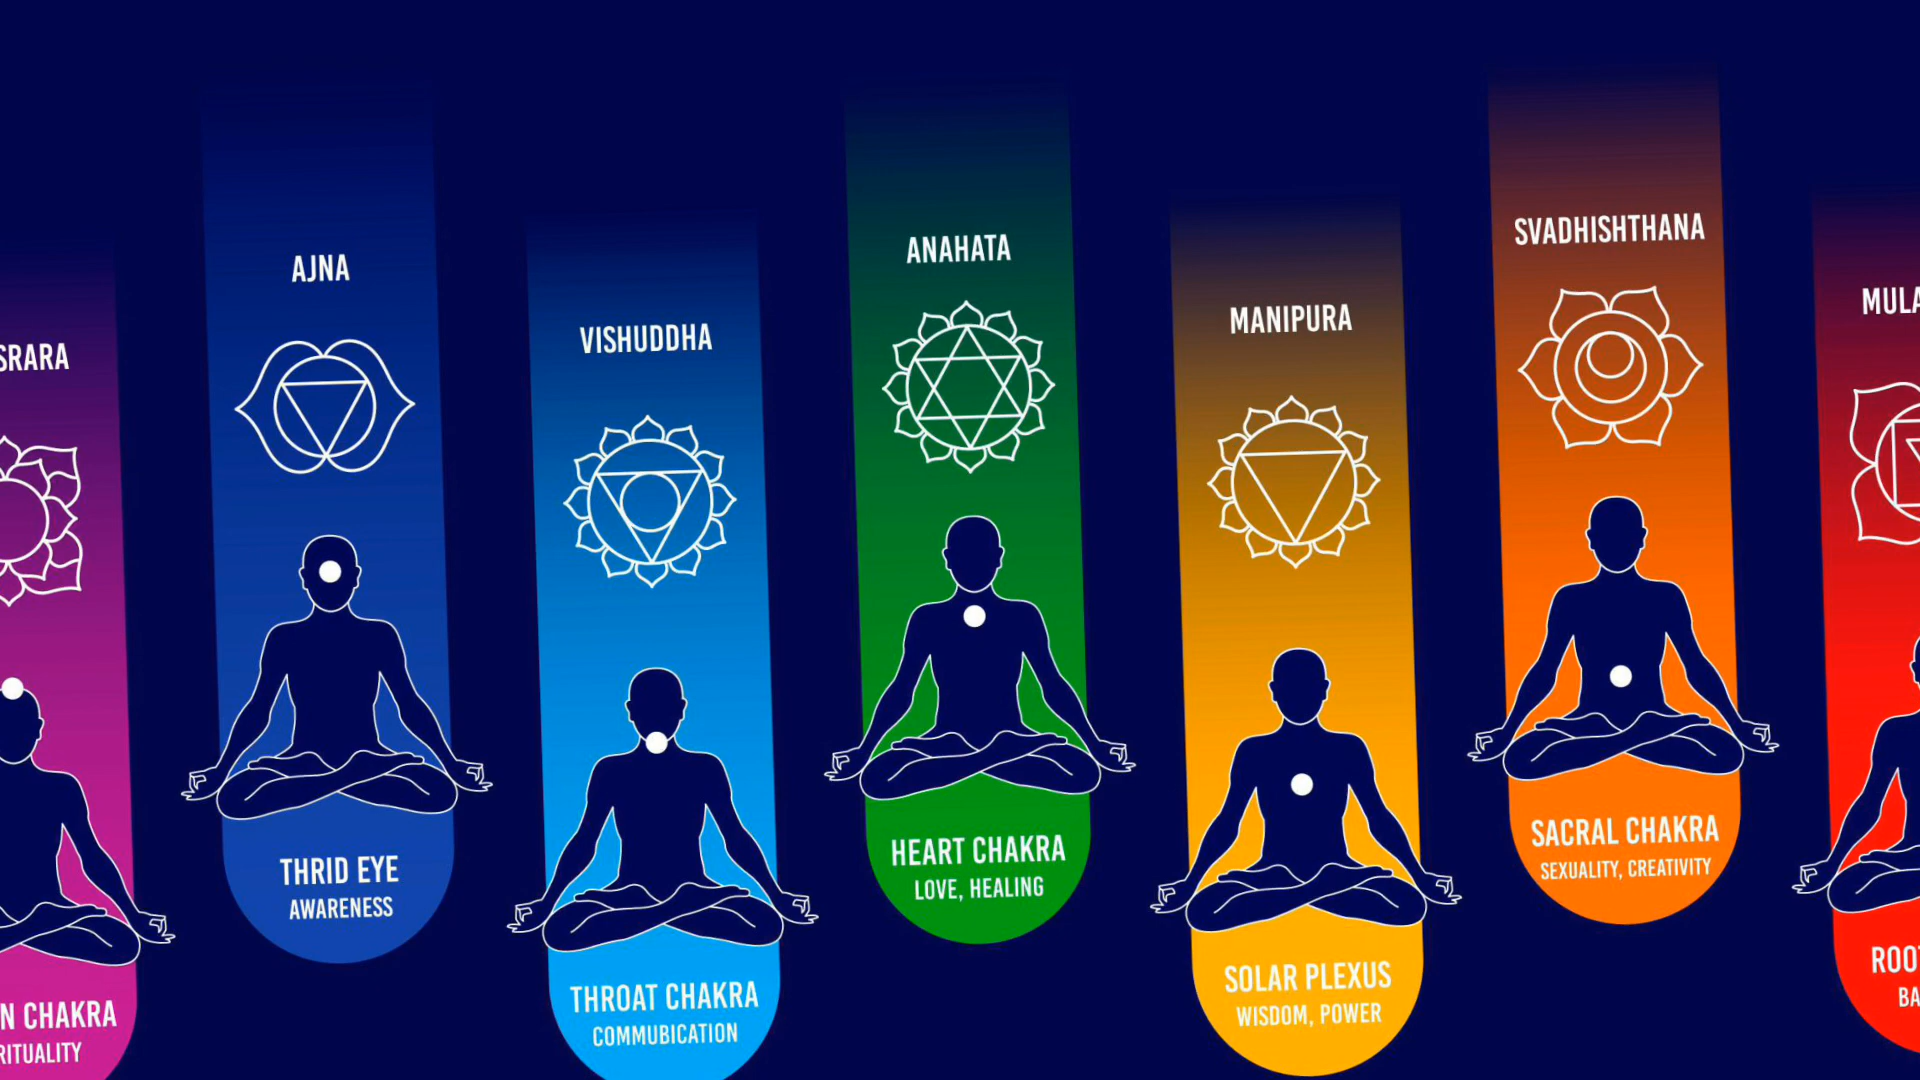 SRARA
N CHAKRA
RITUALITY
AJNA
THRID EYE
AWARENESS
VISHUDDHA
THROAT CHAKRA
COMMUBICATION
ANAHATA
HEART CHAKRA
LOVE, HEALING
MANIPURA
SOLAR PLEXUS
WISDOM, POWER
SVADHISHTHANA
SACRAL CHAKRA
SEXUALITY, CREATIVITY
MULA
ROOT
BA